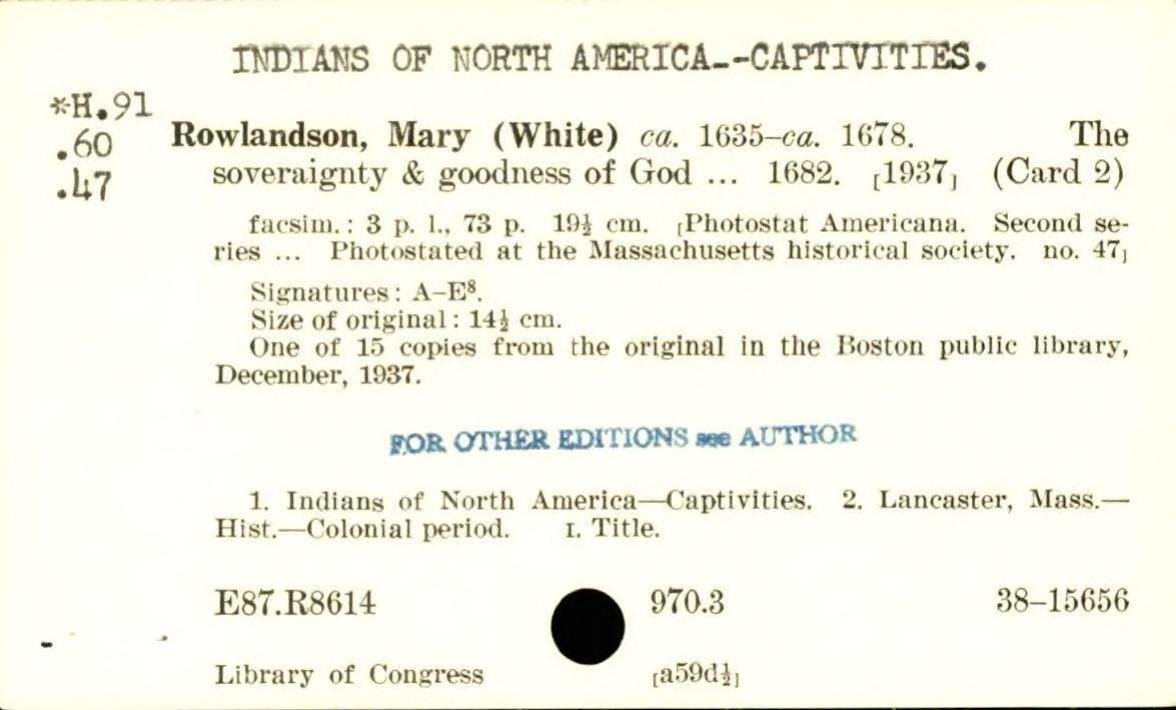 INDIANS OF NORTH AMERICA--CAPTIVITIES.
*H.91
.60
.47
Rowlandson, Mary (White) ca. 1635–ca. 1678. The
soveraignty & goodness of God ... 1682. [1937] (Card 2)
facsim.: 3 p. l., 73 p. 19½ cm. [Photostat Americana. Second se-
ries ... Photostated at the Massachusetts historical society. no. 47]
Signatures: A–E⁸.
Size of original: 14½ cm.
One of 15 copies from the original in the Boston public library,
December, 1937.
FOR OTHER EDITIONS see AUTHOR
1. Indians of North America—Captivities. 2. Lancaster, Mass.—
Hist.—Colonial period. I. Title.
E87.R8614 970.3 38–15656
Library of Congress [a59d½]